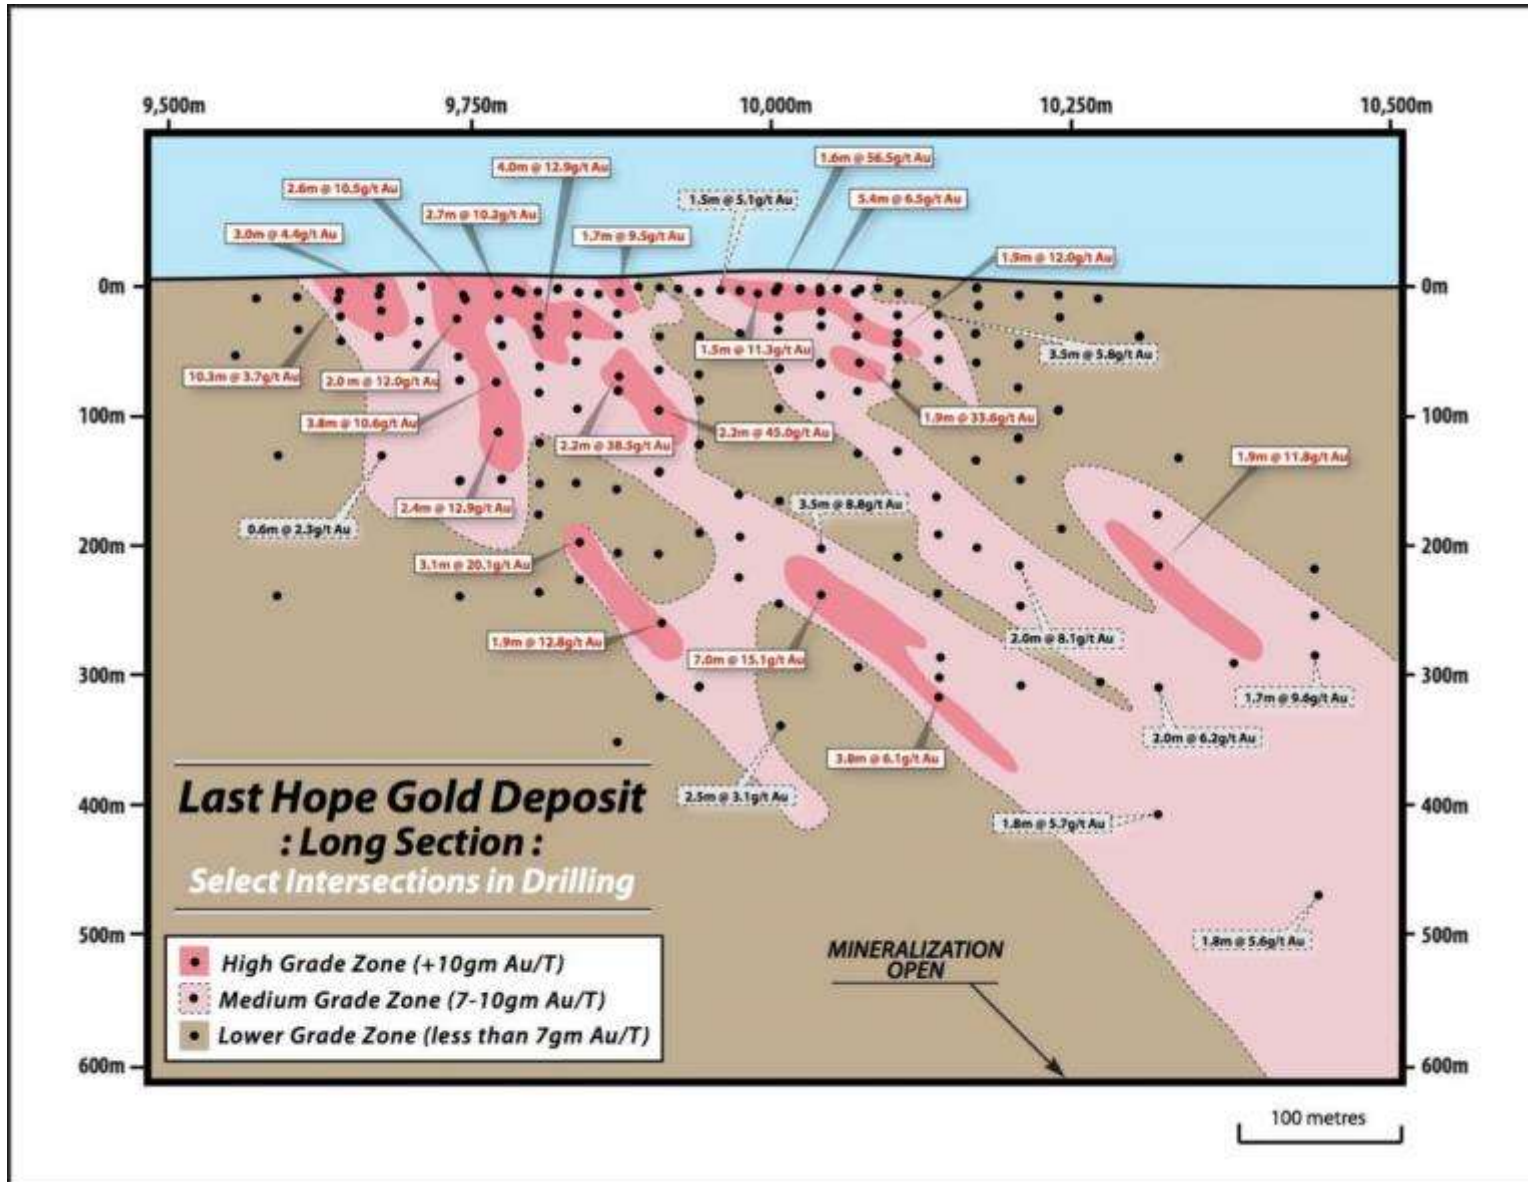 9,500m 9,750m 10,000m 10,250m 10,500m
1.6m @ 56.5g/t Au
4.0m @ 12.9g/t Au
2.6m @ 10.5g/t Au
1.5m @ 5.1g/t Au
5.4m @ 6.5g/t Au
2.7m @ 10.2g/t Au
3.0m @ 4.4g/t Au
1.7m @ 9.5g/t Au
1.9m @ 12.0g/t Au
0m 0m
1.5m @ 11.3g/t Au
3.5m @ 5.8g/t Au
10.3m @ 3.7g/t Au
2.0 m @ 12.0g/t Au
100m 100m
3.8m @ 10.6g/t Au
1.9m @ 33.6g/t Au
2.2m @ 45.0g/t Au
2.2m @ 38.5g/t Au
1.9m @ 11.8g/t Au
2.4m @ 12.9g/t Au
3.5m @ 8.8g/t Au
0.6m @ 2.3g/t Au
200m 200m
3.1m @ 20.1g/t Au
1.9m @ 12.8g/t Au
2.0m @ 8.1g/t Au
7.0m @ 15.1g/t Au
300m 300m
1.7m @ 9.6g/t Au
2.0m @ 6.2g/t Au
3.8m @ 6.1g/t Au
2.5m @ 3.1g/t Au
400m 400m
1.8m @ 5.7g/t Au
Last Hope Gold Deposit
: Long Section :
Select Intersections in Drilling
500m 500m
1.8m @ 5.6g/t Au
MINERALIZATION
OPEN
High Grade Zone (+10gm Au/T)
Medium Grade Zone (7-10gm Au/T)
Lower Grade Zone (less than 7gm Au/T)
600m 600m
100 metres